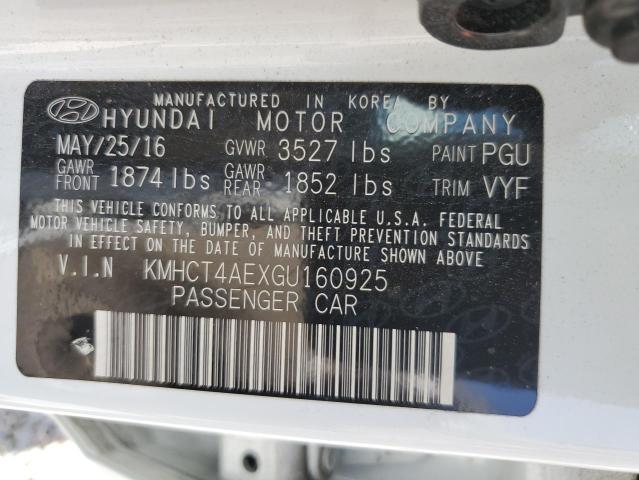 MANUFACTURED IN KOREA BY
HYUNDAI MOTOR COMPANY
MAY/25/16 GVWR 3527 lbs PAINT PGU
GAWR FRONT 1874 lbs GAWR REAR 1852 lbs TRIM VYF
THIS VEHICLE CONFORMS TO ALL APPLICABLE U.S.A. FEDERAL
MOTOR VEHICLE SAFETY, BUMPER, AND THEFT PREVENTION STANDARDS
IN EFFECT ON THE DATE OF MANUFACTURE SHOWN ABOVE.
V.I.N KMHCT4AEXGU160925
PASSENGER CAR